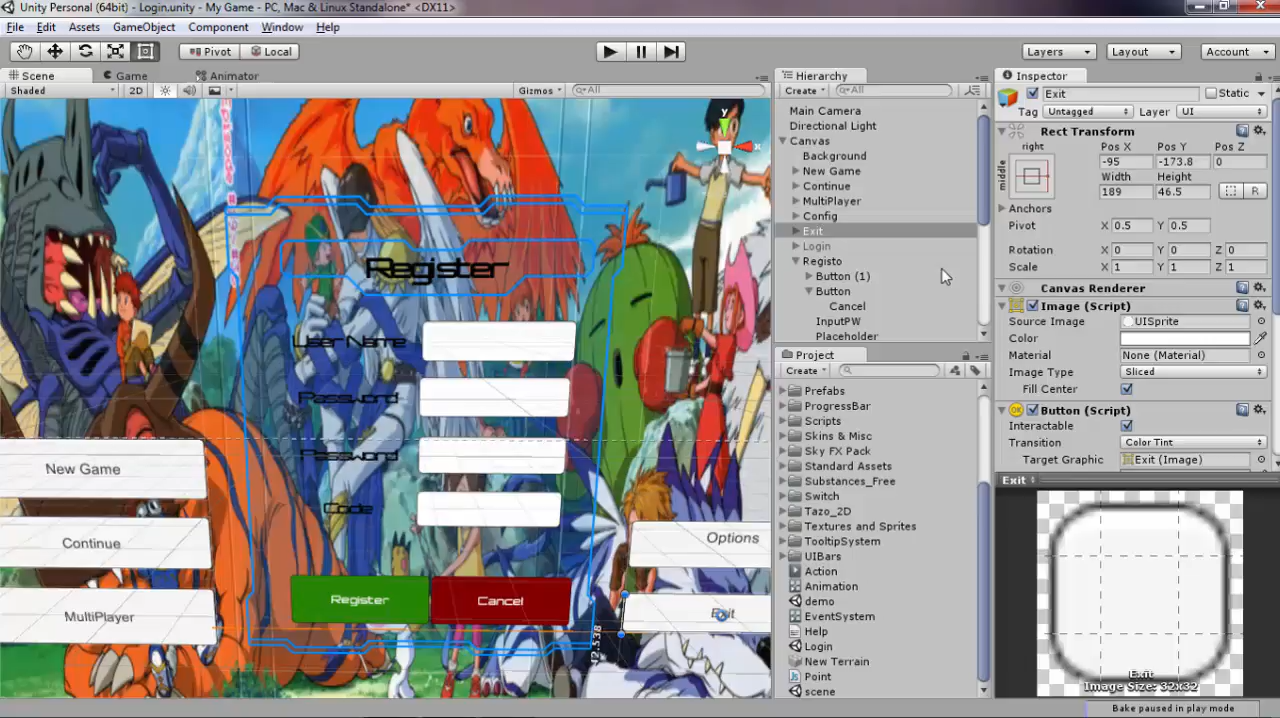 Unity Personal (64bit) - Login.unity - My Game - PC, Mac & Linux Standalone* <DX11>
File Edit Assets GameObject Component Window Help
Pivot Local Layers Layout Account
Scene Game Animator
Shaded 2D Gizmos All
Register
User Name
Password
Password
Code
Register Cancel
New Game
Continue
MultiPlayer
Options
Exit
y
x
Hierarchy
Create All
Main Camera
Directional Light
Canvas
Background
New Game
Continue
MultiPlayer
Config
Exit
Login
Registo
Button (1)
Button
Cancel
InputPW
Placeholder
Project
Create
Prefabs
ProgressBar
Scripts
Skins & Misc
Sky FX Pack
Standard Assets
Substances_Free
Switch
Tazo_2D
Textures and Sprites
TooltipSystem
UIBars
Action
Animation
demo
EventSystem
Help
Login
New Terrain
Point
scene
Inspector
Exit Static
Tag Untagged Layer UI
Rect Transform
right Pos X Pos Y Pos Z
middle -95 -173.8 0
Width Height
189 46.5 R
Anchors
Pivot X 0.5 Y 0.5
Rotation X 0 Y 0 Z 0
Scale X 1 Y 1 Z 1
Canvas Renderer
Image (Script)
Source Image UISprite
Color
Material None (Material)
Image Type Sliced
Fill Center
OK Button (Script)
Interactable
Transition Color Tint
Target Graphic Exit (Image)
Exit
Exit
Image Size: 32x32
Bake paused in play mode